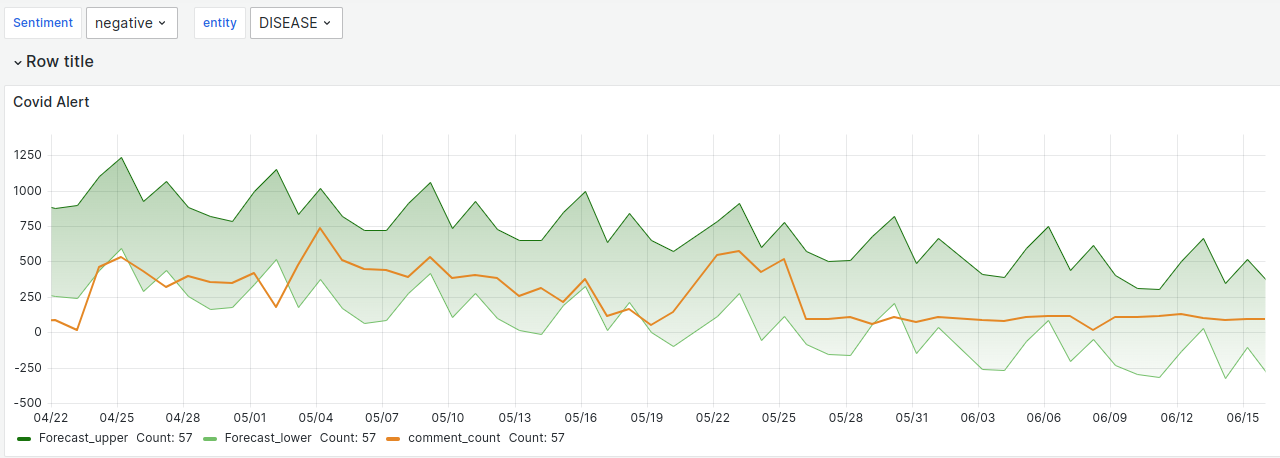 Sentiment negative entity DISEASE
Row title
Covid Alert
1250
1000
750
500
250
0
-250
-500
04/22 04/25 04/28 05/01 05/04 05/07 05/10 05/13 05/16 05/19 05/22 05/25 05/28 05/31 06/03 06/06 06/09 06/12 06/15
Forecast_upper Count: 57 Forecast_lower Count: 57 comment_count Count: 57